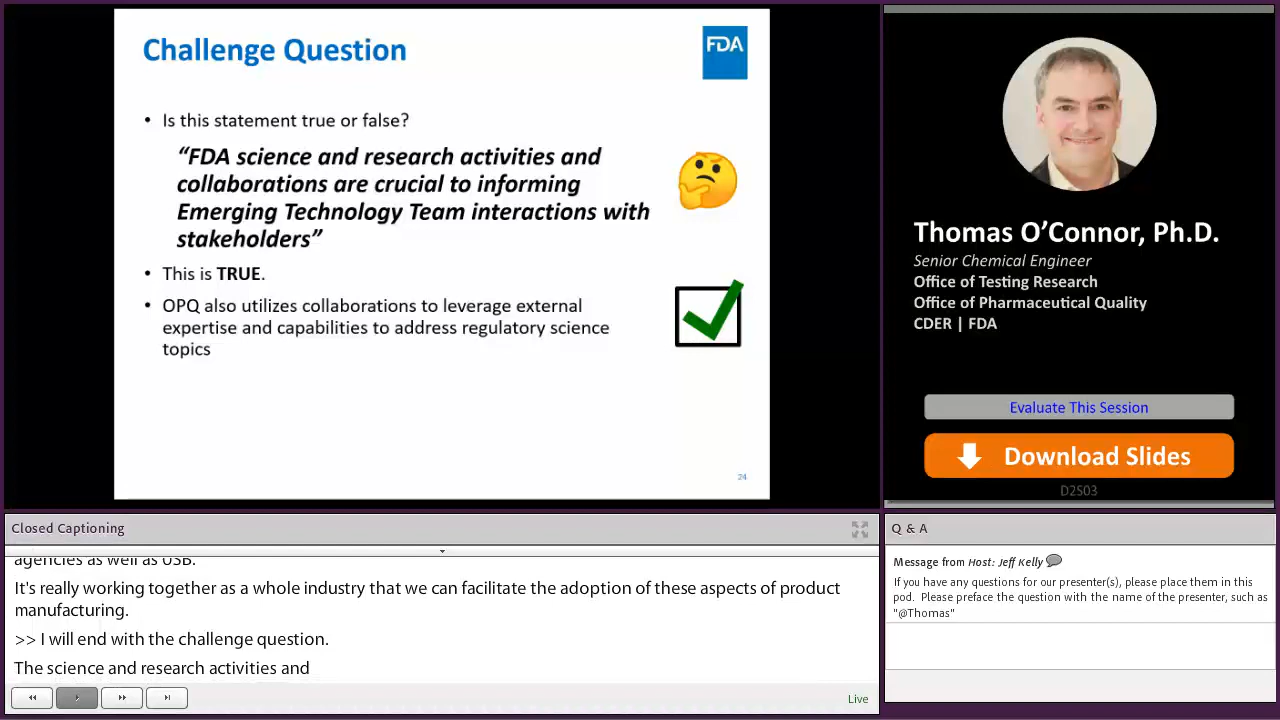 Challenge Question
FDA
• Is this statement true or false?
“FDA science and research activities and
collaborations are crucial to informing
Emerging Technology Team interactions with
stakeholders”
• This is TRUE.
• OPQ also utilizes collaborations to leverage external
expertise and capabilities to address regulatory science
topics
24
Thomas O’Connor, Ph.D.
Senior Chemical Engineer
Office of Testing Research
Office of Pharmaceutical Quality
CDER | FDA
Evaluate This Session
Download Slides
D2S03
Closed Captioning
agencies as well as USB.
It's really working together as a whole industry that we can facilitate the adoption of these aspects of product
manufacturing.
>> I will end with the challenge question.
The science and research activities and
Live
Q & A
Message from Host: Jeff Kelly
If you have any questions for our presenter(s), please place them in this
pod. Please preface the question with the name of the presenter, such as
"@Thomas"